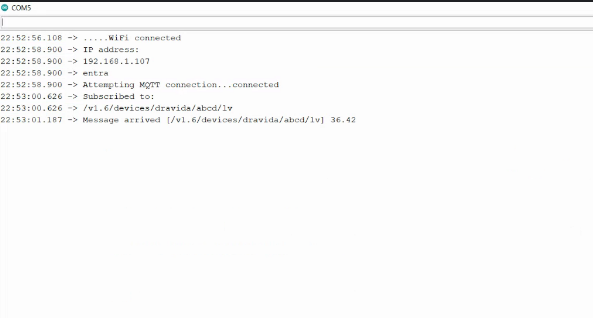 COM5
22:52:56.108 -> .....WiFi connected
22:52:58.900 -> IP address:
22:52:58.900 -> 192.168.1.107
22:52:58.900 -> entra
22:52:58.900 -> Attempting MQTT connection...connected
22:53:00.626 -> Subscribed to:
22:53:00.626 -> /v1.6/devices/dravida/abcd/lv
22:53:01.187 -> Message arrived [/v1.6/devices/dravida/abcd/lv] 36.42